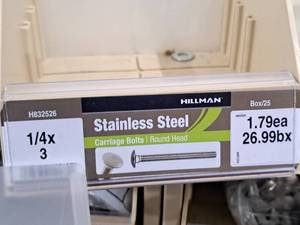 HILLMAN
H832526
1/4x
3
Stainless Steel
Carriage Bolts | Round Head
Box/25
1.79ea
26.99bx